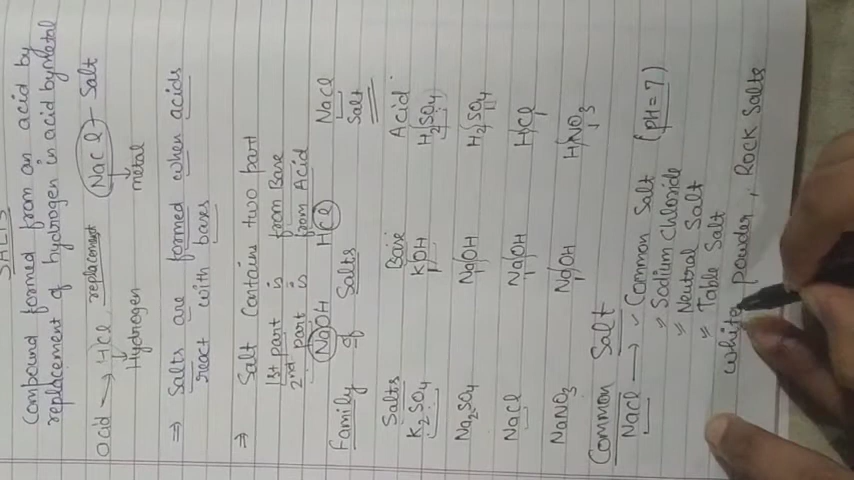 SALTS
Compound formed from an acid by
replacement of hydrogen in acid by metal
acid → HCl replacement NaCl → Salt
Hydrogen metal
⇒ Salts are formed when acids
react with bases
⇒ Salt contains two part
1st part is from Base
2nd part is from Acid
NaOH HCl NaCl
Salt
Family of Salts
Salts Base Acid
K2SO4 KOH H2SO4
Na2SO4 NaOH H2SO4
NaCl NaOH HCl
NaNO3 NaOH HNO3
Common Salt
NaCl → Common Salt (pH = 7)
Sodium Chloride
Neutral Salt
Table Salt
White powder, Rock Salts